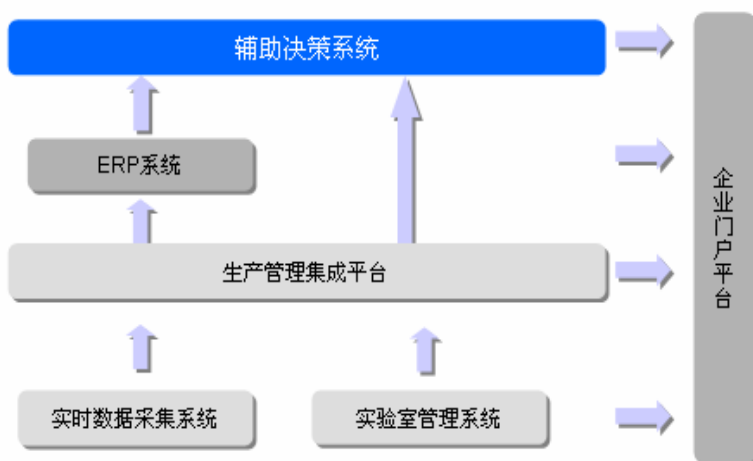 辅助决策系统
ERP系统
企业门户平台
生产管理集成平台
实时数据采集系统
实验室管理系统